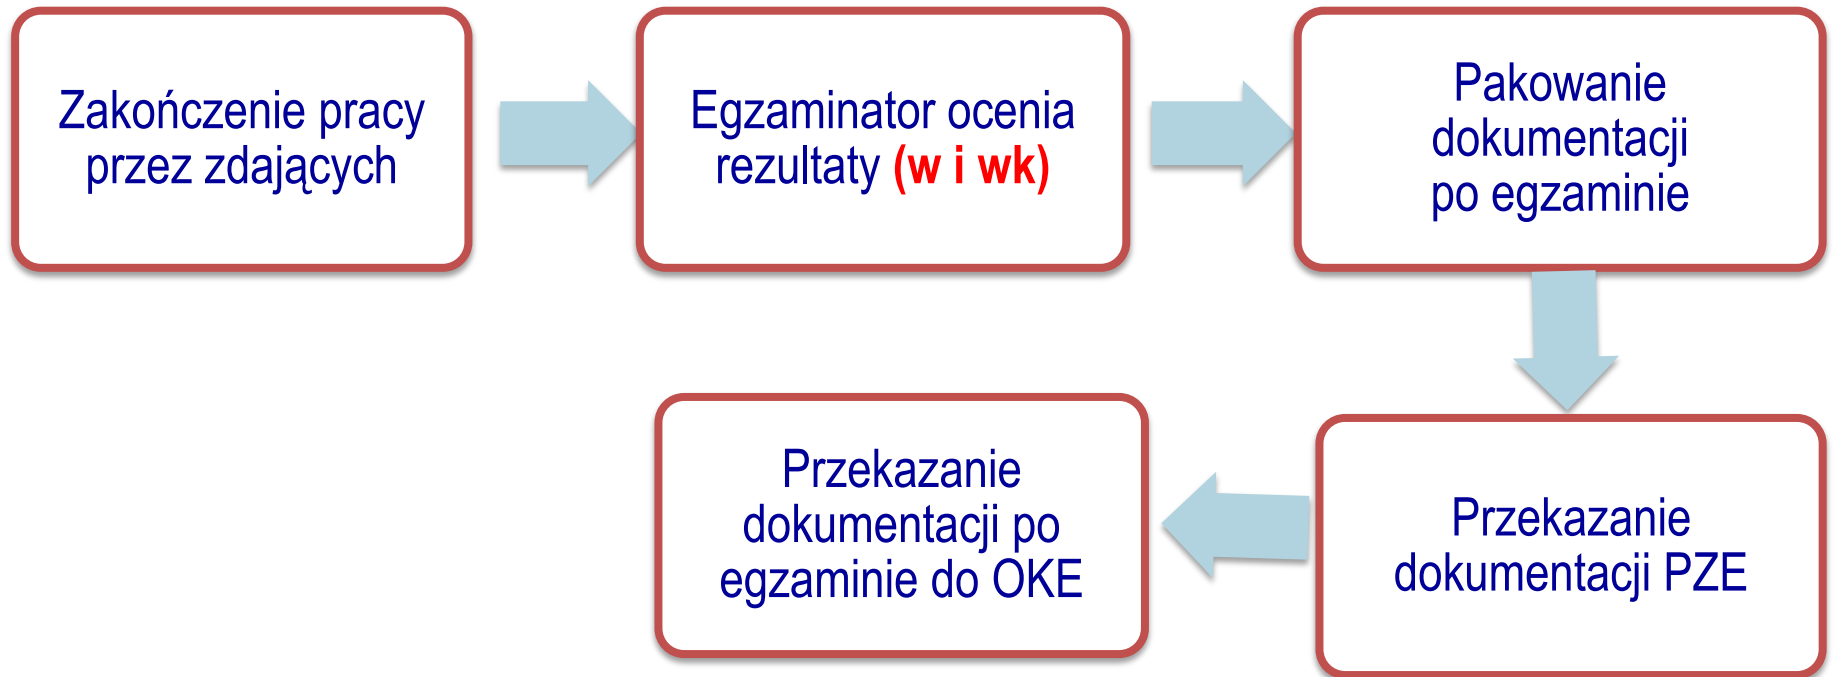 Zakończenie pracy
przez zdających
Egzaminator ocenia
rezultaty (w i wk)
Pakowanie
dokumentacji
po egzaminie
Przekazanie
dokumentacji PZE
Przekazanie
dokumentacji po
egzaminie do OKE